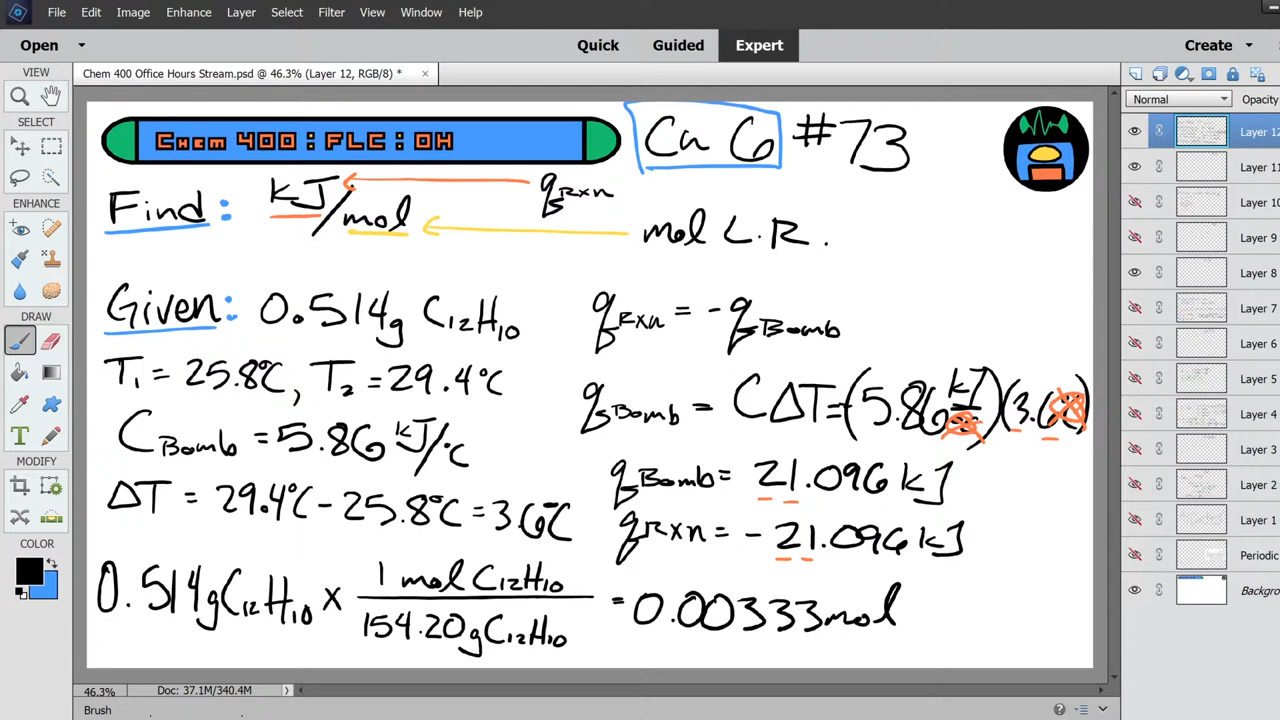 File Edit Image Enhance Layer Select Filter View Window Help
Open Quick Guided Expert Create
Chem 400 Office Hours Stream.psd @ 46.3% (Layer 12, RGB/8) * ×
VIEW
SELECT
ENHANCE
DRAW
MODIFY
COLOR
Normal Opacity
Layer 12
Layer 11
Layer 10
Layer 9
Layer 8
Layer 7
Layer 6
Layer 5
Layer 4
Layer 3
Layer 2
Layer 1
Periodic
Backgro
Chem 400:FLC:OH
Ch 6 #73
Find: kJ/mol qRxn
mol L.R.
Given: 0.514g C12H10
T1 = 25.8°C, T2 = 29.4°C
CBomb = 5.86 kJ/°C
ΔT = 29.4°C - 25.8°C = 3.6°C
qRxn = -qBomb
qBomb = CΔT = (5.86 kJ/°C)(3.6°C)
qBomb = 21.096 kJ
qRxn = - 21.096 kJ
0.514g C12H10 x 1 mol C12H10 / 154.20g C12H10 = 0.00333mol
46.3% Doc: 37.1M/340.4M
Brush